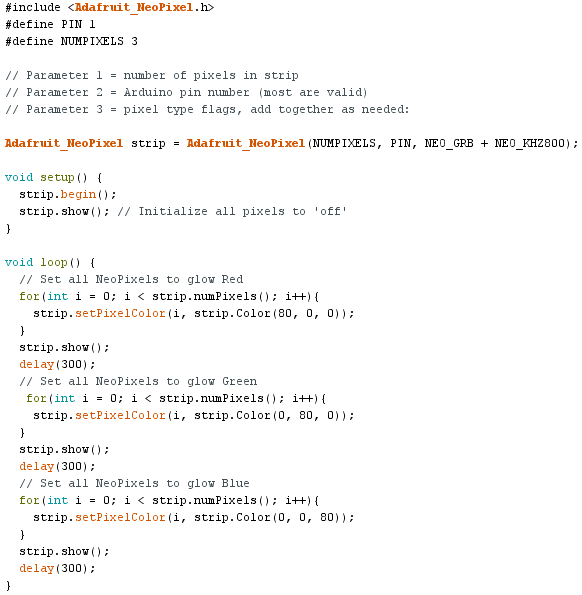 #include <Adafruit_NeoPixel.h>
#define PIN 1
#define NUMPIXELS 3

// Parameter 1 = number of pixels in strip
// Parameter 2 = Arduino pin number (most are valid)
// Parameter 3 = pixel type flags, add together as needed:

Adafruit_NeoPixel strip = Adafruit_NeoPixel(NUMPIXELS, PIN, NEO_GRB + NEO_KHZ800);

void setup() {
  strip.begin();
  strip.show(); // Initialize all pixels to 'off'
}

void loop() {
  // Set all NeoPixels to glow Red
  for(int i = 0; i < strip.numPixels(); i++){
    strip.setPixelColor(i, strip.Color(80, 0, 0));
  }
  strip.show();
  delay(300);
  // Set all NeoPixels to glow Green
   for(int i = 0; i < strip.numPixels(); i++){
    strip.setPixelColor(i, strip.Color(0, 80, 0));
  }
  strip.show();
  delay(300);
  // Set all NeoPixels to glow Blue
  for(int i = 0; i < strip.numPixels(); i++){
    strip.setPixelColor(i, strip.Color(0, 0, 80));
  }
  strip.show();
  delay(300);
}